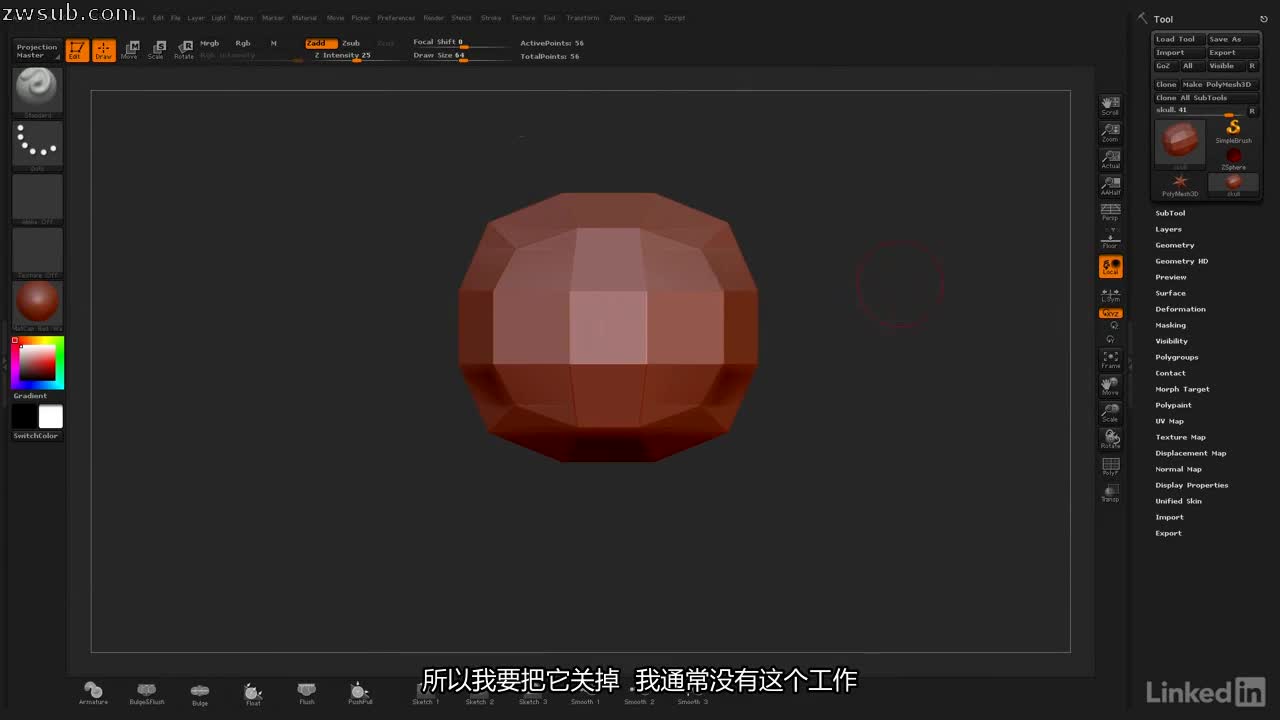 zwsub.com
Edit File Layer Light Macro Marker Material Movie Picker Preferences Render Stencil Stroke Texture Tool Transform Zoom Zplugin Zscript
Projection Master
Edit
Draw
Move
Scale
Rotate
Mrgb Rgb M
Rgb Intensity
Zadd Zsub Zcut
Z Intensity 25
Focal Shift 0
Draw Size 64
ActivePoints: 56
TotalPoints: 56
Standard
Dots
Alpha Off
Texture Off
MatCap Red Wax
Gradient
SwitchColor
Scroll
Zoom
Actual
AAHalf
Persp
Floor
Local
L.Sym
XYZ
Frame
Move
Scale
Rotate
PolyF
Transp
Tool
Load Tool Save As
Import Export
GoZ All Visible R
Clone Make PolyMesh3D
Clone All SubTools
skull. 41 R
skull
SimpleBrush
ZSphere
PolyMesh3D
skull
SubTool
Layers
Geometry
Geometry HD
Preview
Surface
Deformation
Masking
Visibility
Polygroups
Contact
Morph Target
Polypaint
UV Map
Texture Map
Displacement Map
Normal Map
Display Properties
Unified Skin
Import
Export
所以我要把它关掉 我通常没有这个工作
Armature
Bulge&Flush
Bulge
Float
Flush
PushPull
Sketch 1
Sketch 2
Sketch 3
Smooth 1
Smooth 2
Smooth 3
Linked in